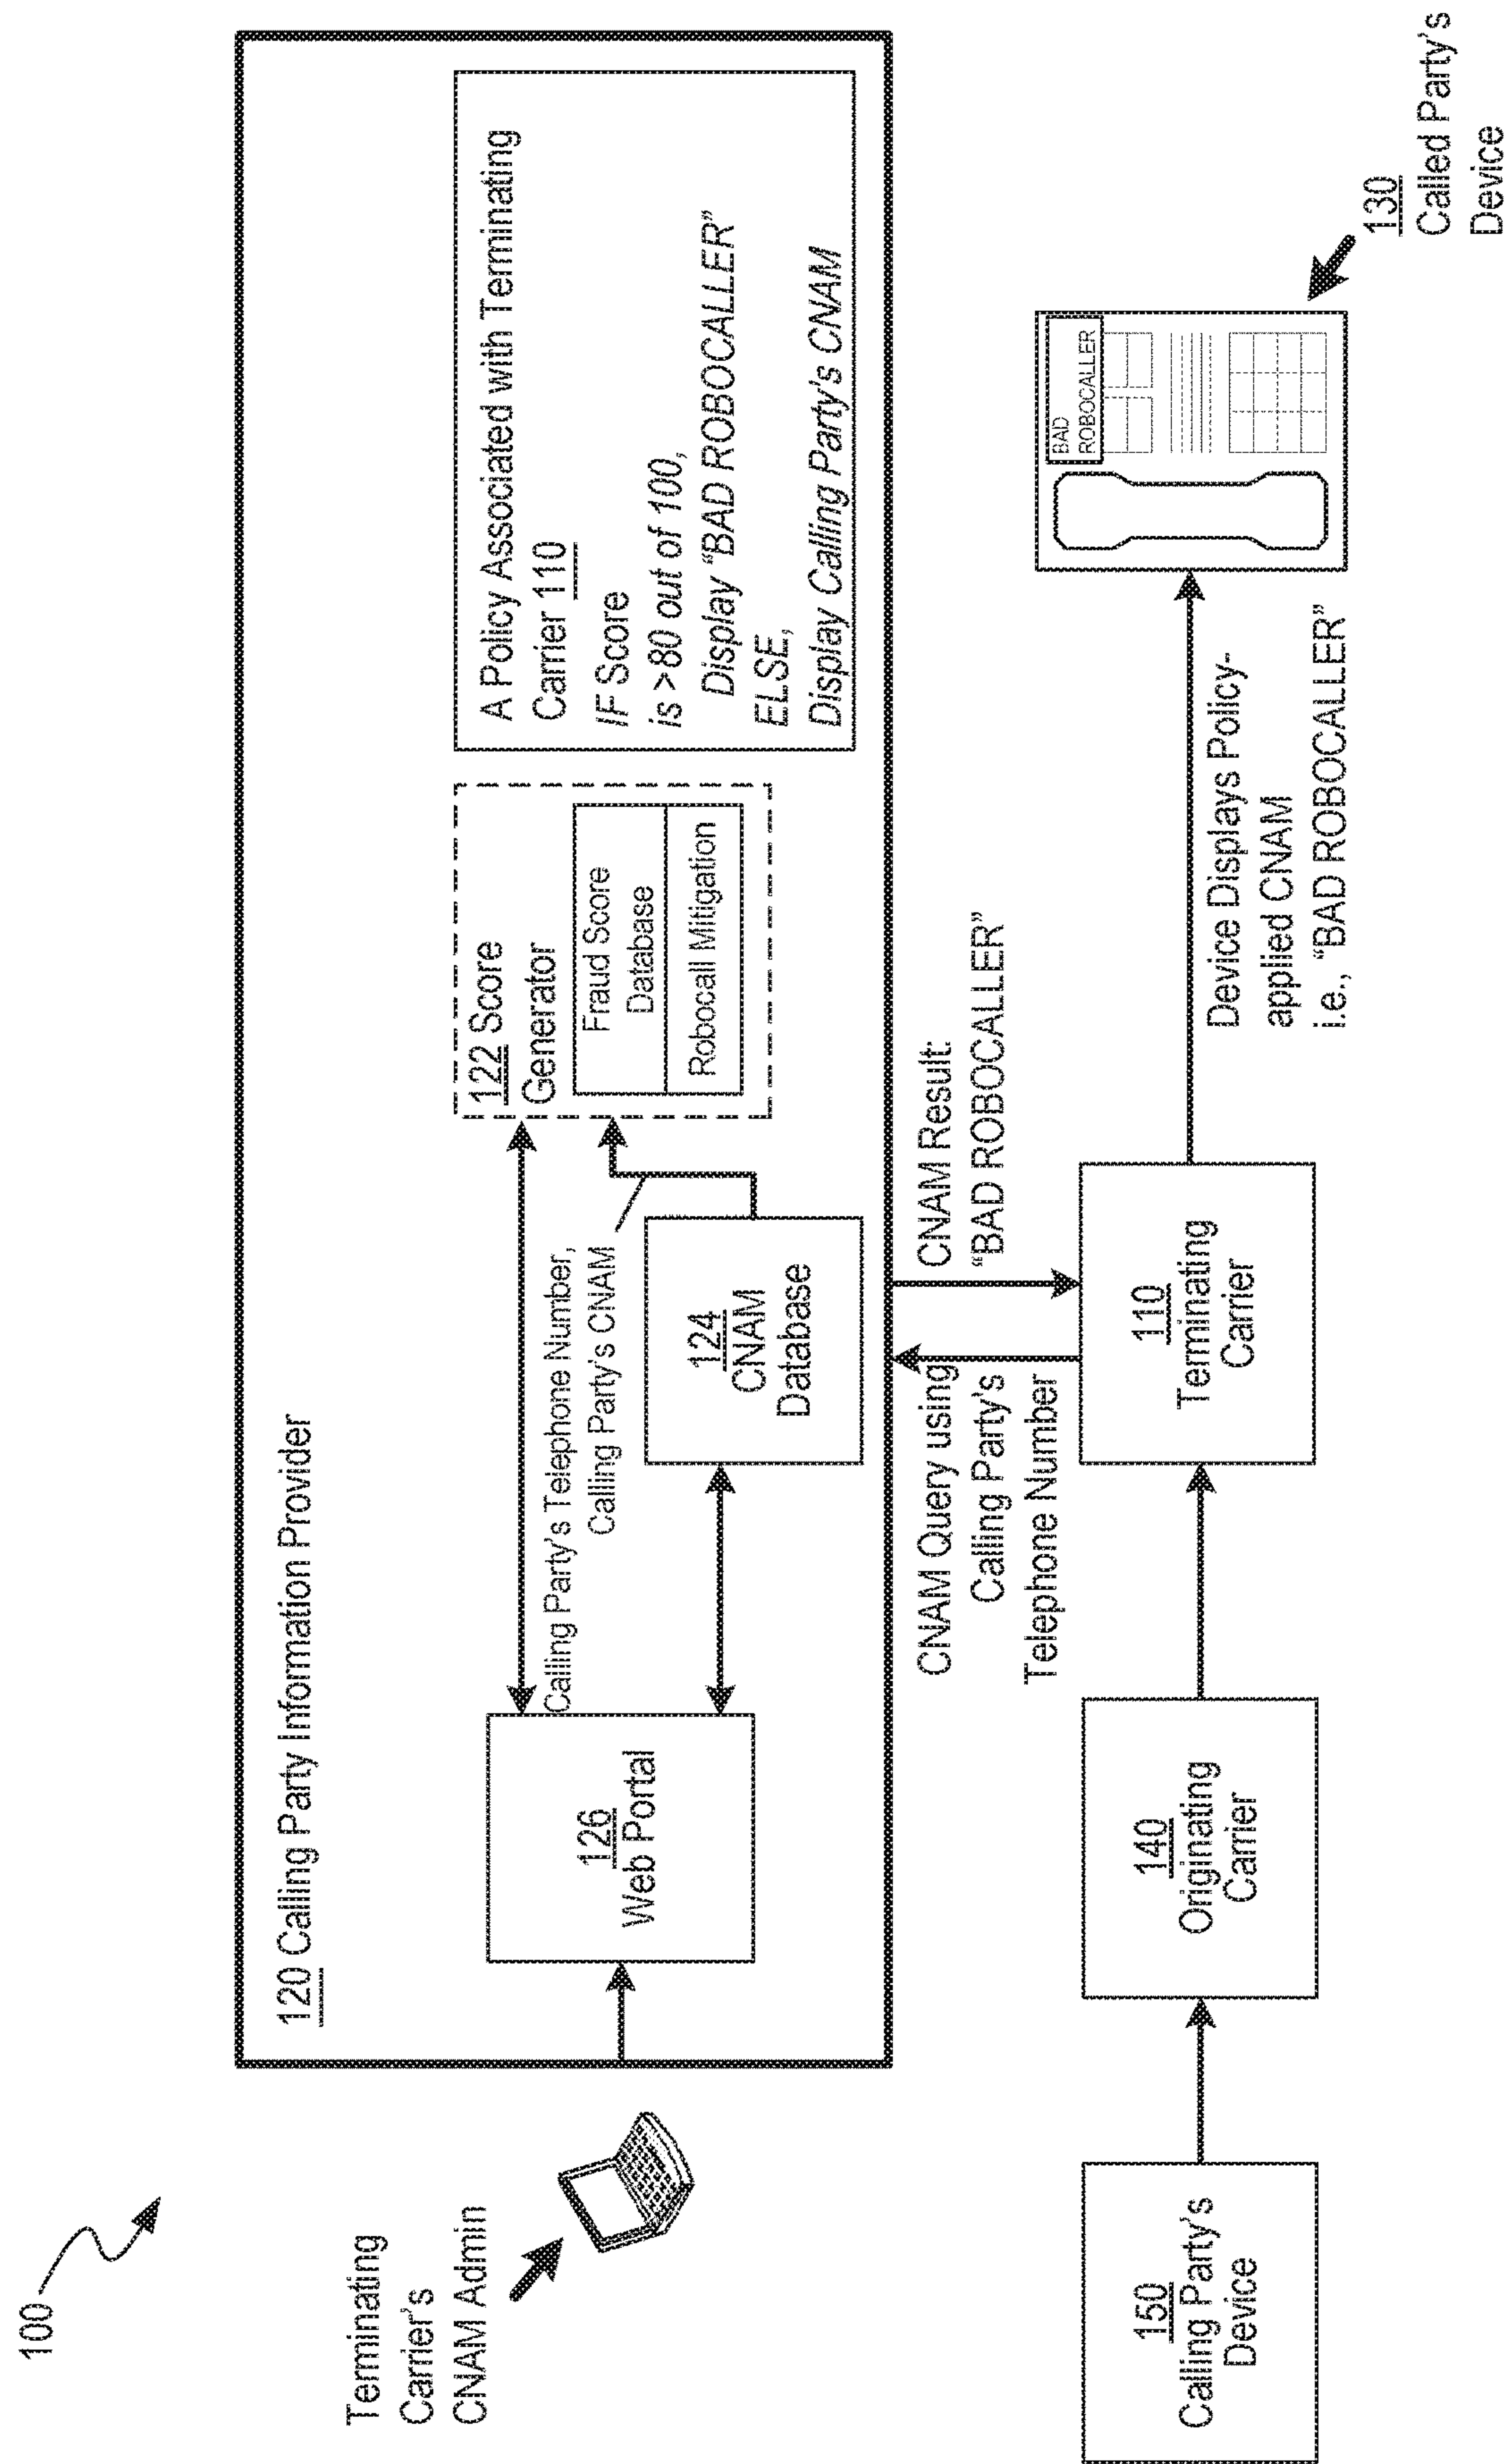 100
Terminating
Carrier's
CNAM Admin
120 Calling Party Information Provider
126
Web Portal
Calling Party's Telephone Number,
Calling Party's CNAM
124
CNAM
Database
122 Score
Generator
Fraud Score
Database
Robocall Mitigation
A Policy Associated with Terminating
Carrier 110
IF Score
is >80 out of 100,
Display “BAD ROBOCALLER”
ELSE,
Display Calling Party's CNAM
CNAM Query using
Calling Party's
Telephone Number
CNAM Result:
“BAD ROBOCALLER”
150
Calling Party's
Device
140
Originating
Carrier
110
Terminating
Carrier
Device Displays Policy-
applied CNAM
i.e., “BAD ROBOCALLER”
BAD
ROBOCALLER
130
Called Party's
Device